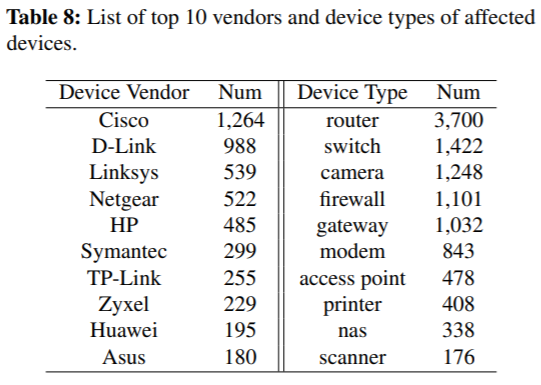 Table 8: List of top 10 vendors and device types of affected
devices.
Device Vendor Num Device Type Num
Cisco 1,264 router 3,700
D-Link 988 switch 1,422
Linksys 539 camera 1,248
Netgear 522 firewall 1,101
HP 485 gateway 1,032
Symantec 299 modem 843
TP-Link 255 access point 478
Zyxel 229 printer 408
Huawei 195 nas 338
Asus 180 scanner 176